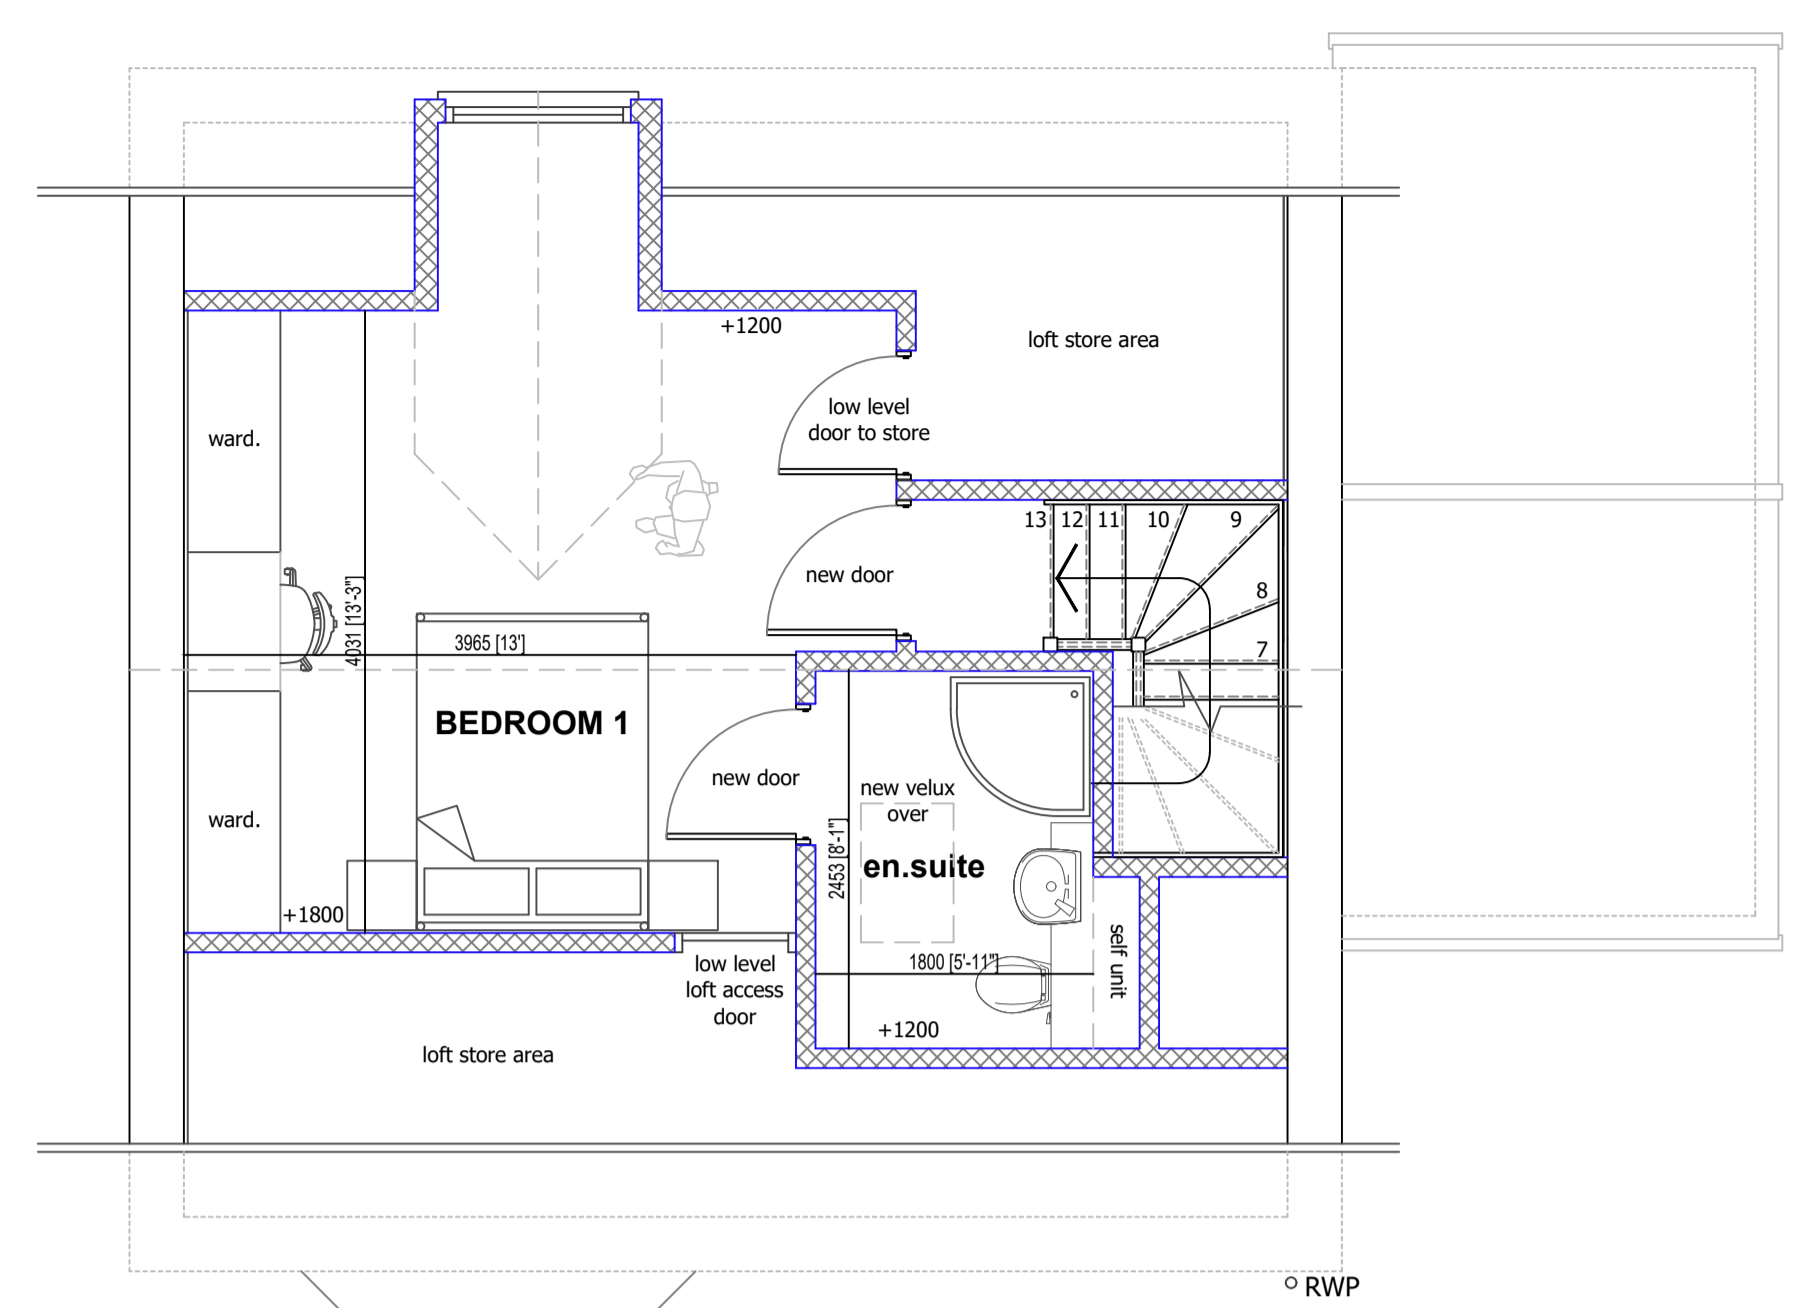 +1200
loft store area
low level
door to store
ward.
13
12
11
10
9
8
7
new door
4031 [13'-3"]
3965 [13']
BEDROOM 1
new door
new velux
over
ward.
2453 [8'-1"]
en.suite
+1800
self unit
low level
loft access
door
1800 [5'-11"]
+1200
loft store area
RWP